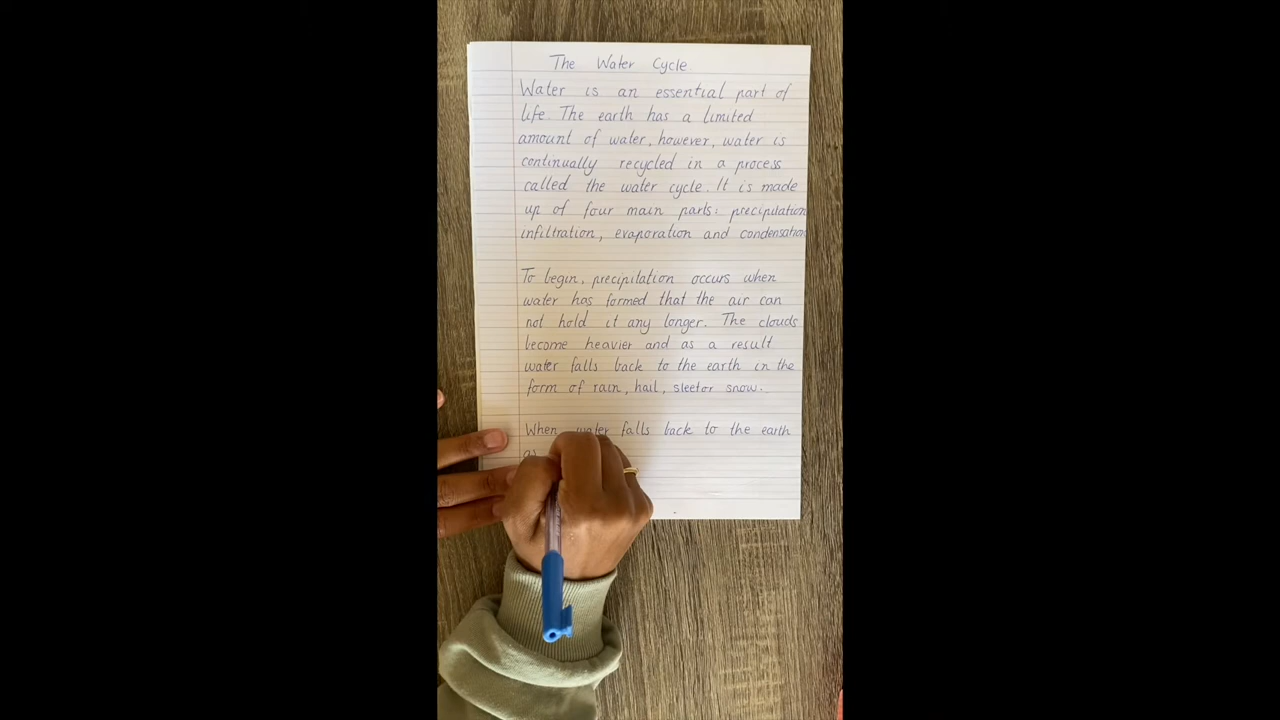 The Water Cycle
Water is an essential part of
life. The earth has a limited
amount of water, however, water is
continually recycled in a process
called the water cycle. It is made
up of four main parts: precipitation
infiltration, evaporation and condensation
To begin, precipitation occurs when
water has formed that the air can
not hold it any longer. The clouds
become heavier and as a result
water falls back to the earth in the
form of rain, hail, sleet or snow.
When water falls back to the earth
as